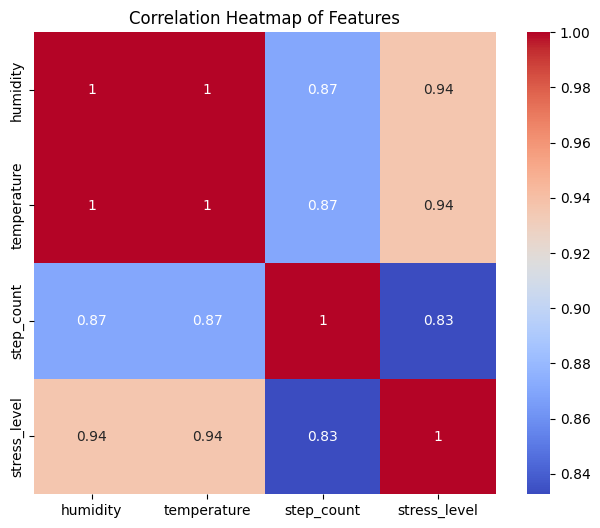 Correlation Heatmap of Features
humidity
1
1
0.87
0.94
temperature
1
1
0.87
0.94
step_count
0.87
0.87
1
0.83
stress_level
0.94
0.94
0.83
1
humidity
temperature
step_count
stress_level
1.00
0.98
0.96
0.94
0.92
0.90
0.88
0.86
0.84